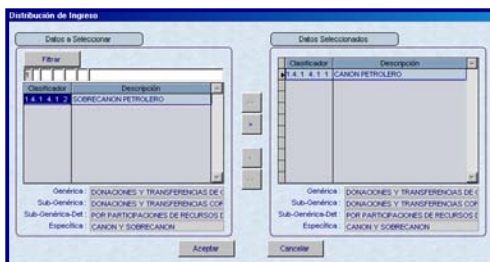 Distribución de Ingreso
Datos a Seleccionar
Filtrar
1
Clasificador Descripción
1.4.1 4.1 2 SOBRECANON PETROLERO
Genérica : DONACIONES Y TRANSFERENCIAS DE
Sub-Genérica : DONACIONES Y TRANSFERENCIAS COR
Sub-Genérica-Det : POR PARTICIPACIONES DE RECURSOS D
Específica : CANON Y SOBRECANON
Datos Seleccionados
Clasificador Descripción
1.4.1 4.1 1 CANON PETROLERO
Genérica : DONACIONES Y TRANSFERENCIAS DE
Sub-Genérica : DONACIONES Y TRANSFERENCIAS COR
Sub-Genérica-Det : POR PARTICIPACIONES DE RECURSOS D
Específica : CANON Y SOBRECANON
Aceptar
Cancelar